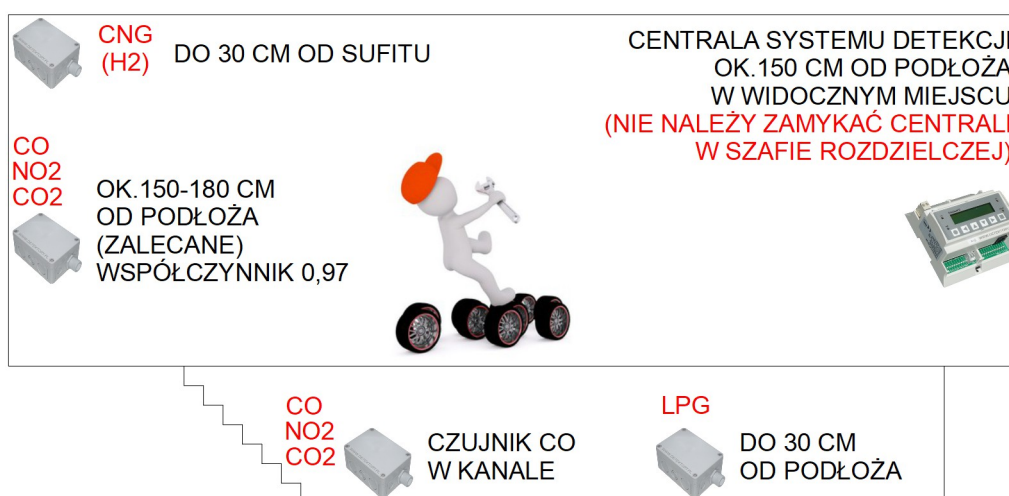 CNG
(H2)
DO 30 CM OD SUFITU
CENTRALA SYSTEMU DETEKCJI
OK.150 CM OD PODŁOŻA
W WIDOCZNYM MIEJSCU
(NIE NALEŻY ZAMYKAĆ CENTRALI
W SZAFIE ROZDZIELCZEJ)
CO
NO2
CO2
OK.150-180 CM
OD PODŁOŻA
(ZALECANE)
WSPÓŁCZYNNIK 0,97
CO
NO2
CO2
CZUJNIK CO
W KANALE
LPG
DO 30 CM
OD PODŁOŻA